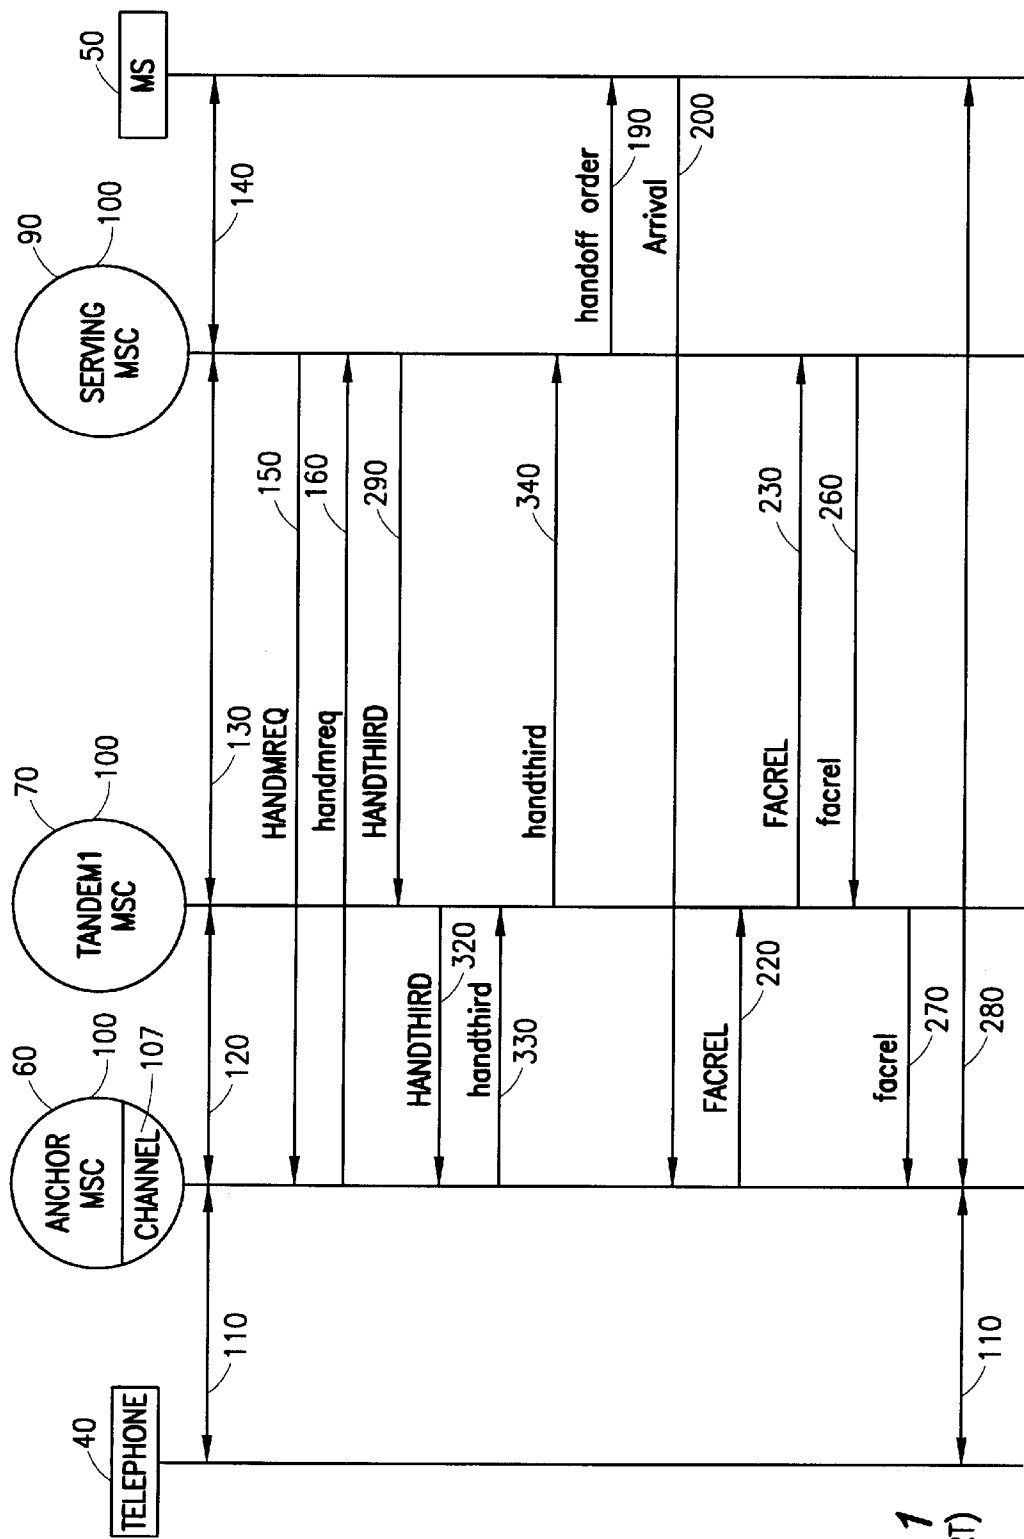 40
TELEPHONE
60
100
ANCHOR
MSC
107
CHANNEL
70
100
TANDEM1
MSC
90
100
SERVING
MSC
50
MS
110
120
130
140
HANDMREQ
150
handmreq
160
HANDTHIRD
290
HANDTHIRD
320
handthird
330
handthird
340
handoff order
190
Arrival
200
FACREL
220
FACREL
230
facrel
260
facrel
270
110
280
1